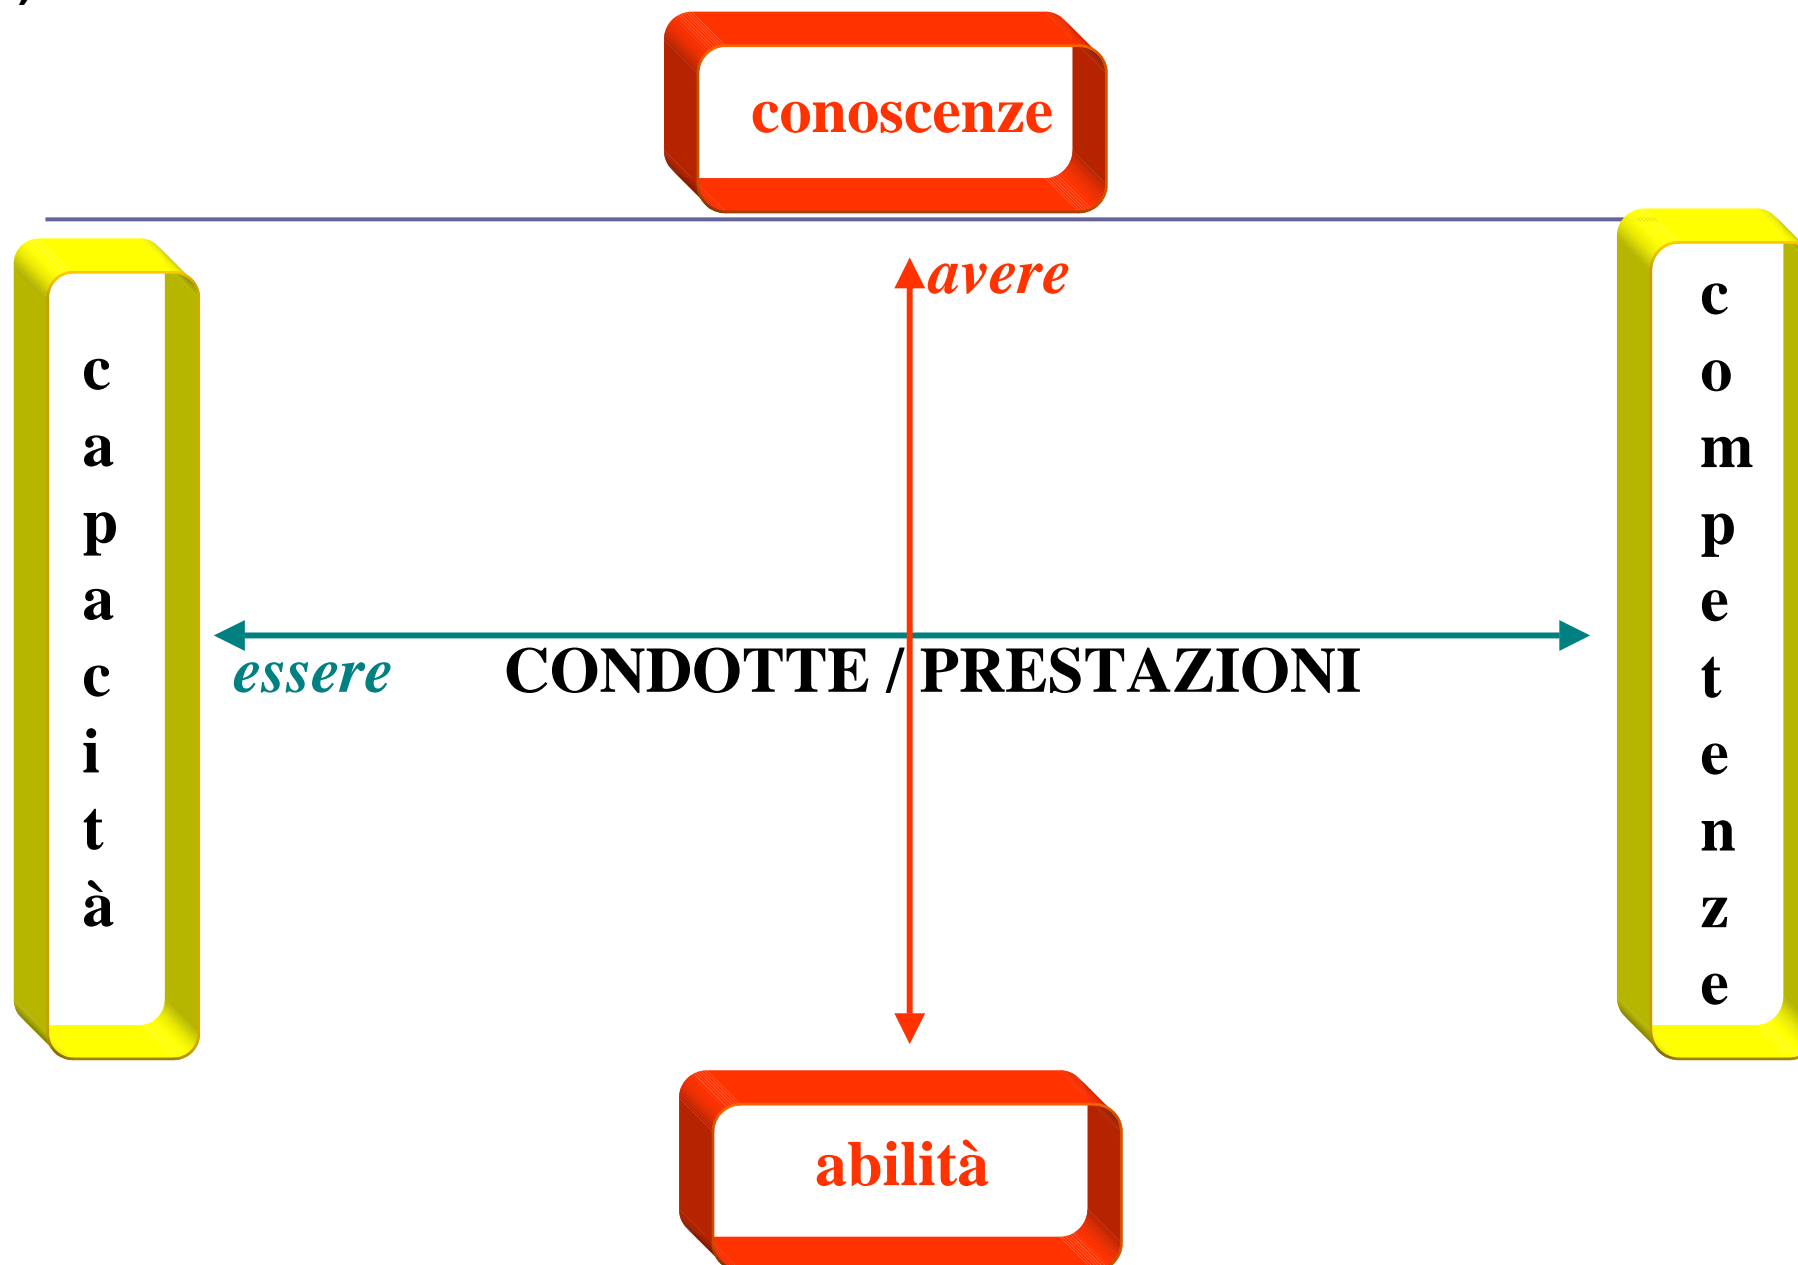 conoscenze
avere
capacità
competenze
essere
CONDOTTE / PRESTAZIONI
abilità